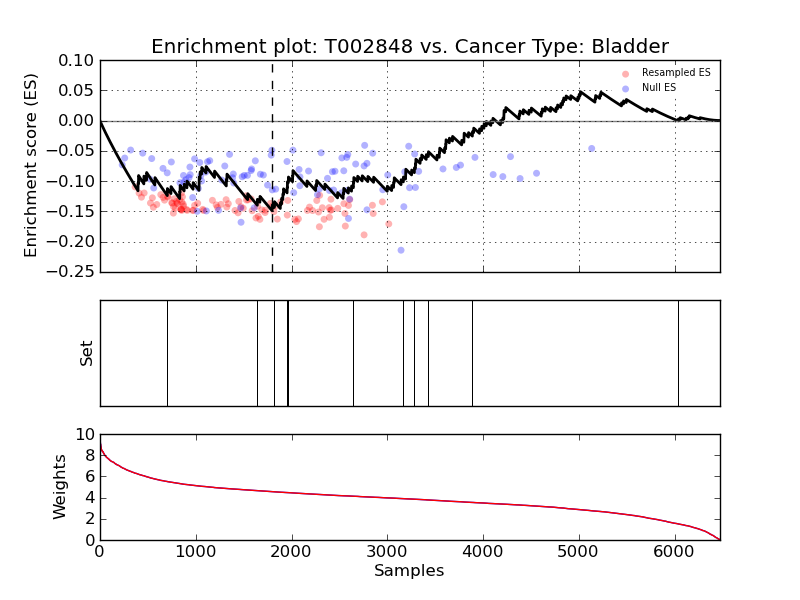 Enrichment plot: T002848 vs. Cancer Type: Bladder
Enrichment score (ES)
0.10
0.05
0.00
−0.05
−0.10
−0.15
−0.20
−0.25
Resampled ES
Null ES
Set
Weights
10
8
6
4
2
0
0 1000 2000 3000 4000 5000 6000
Samples